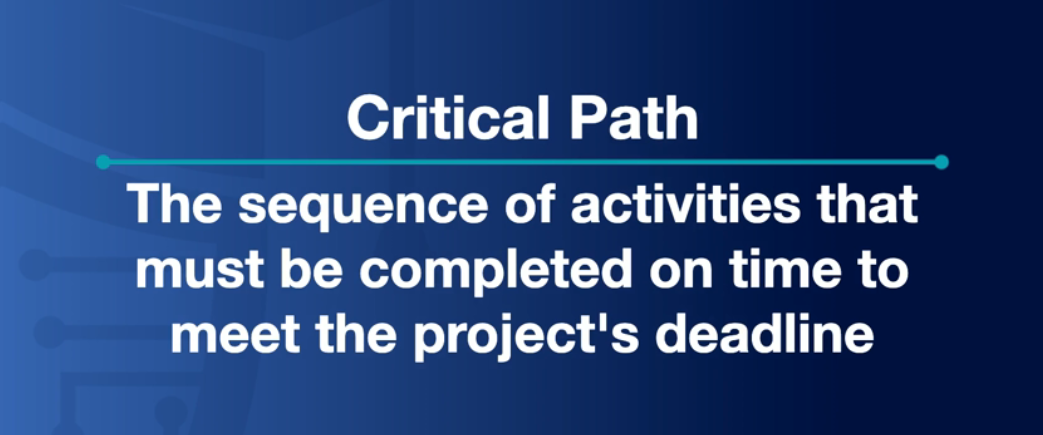 Critical Path
The sequence of activities that
must be completed on time to
meet the project's deadline